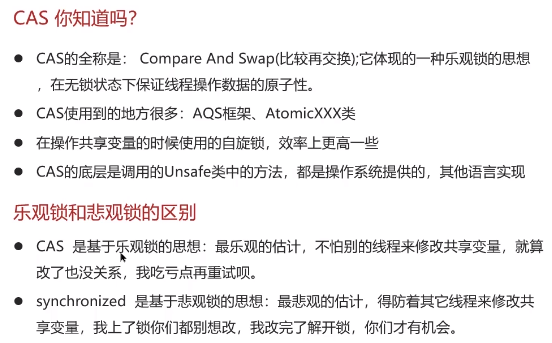 CAS 你知道吗？
● CAS的全称是： Compare And Swap(比较再交换);它体现的一种乐观锁的思想
，在无锁状态下保证线程操作数据的原子性。
● CAS使用到的地方很多：AQS框架、AtomicXXX类
● 在操作共享变量的时候使用的自旋锁，效率上更高一些
● CAS的底层是调用的Unsafe类中的方法，都是操作系统提供的，其他语言实现
乐观锁和悲观锁的区别
● CAS 是基于乐观锁的思想：最乐观的估计，不怕别的线程来修改共享变量，就算
改了也没关系，我吃亏点再重试呗。
● synchronized 是基于悲观锁的思想：最悲观的估计，得防着其它线程来修改共
享变量，我上了锁你们都别想改，我改完了解开锁，你们才有机会。